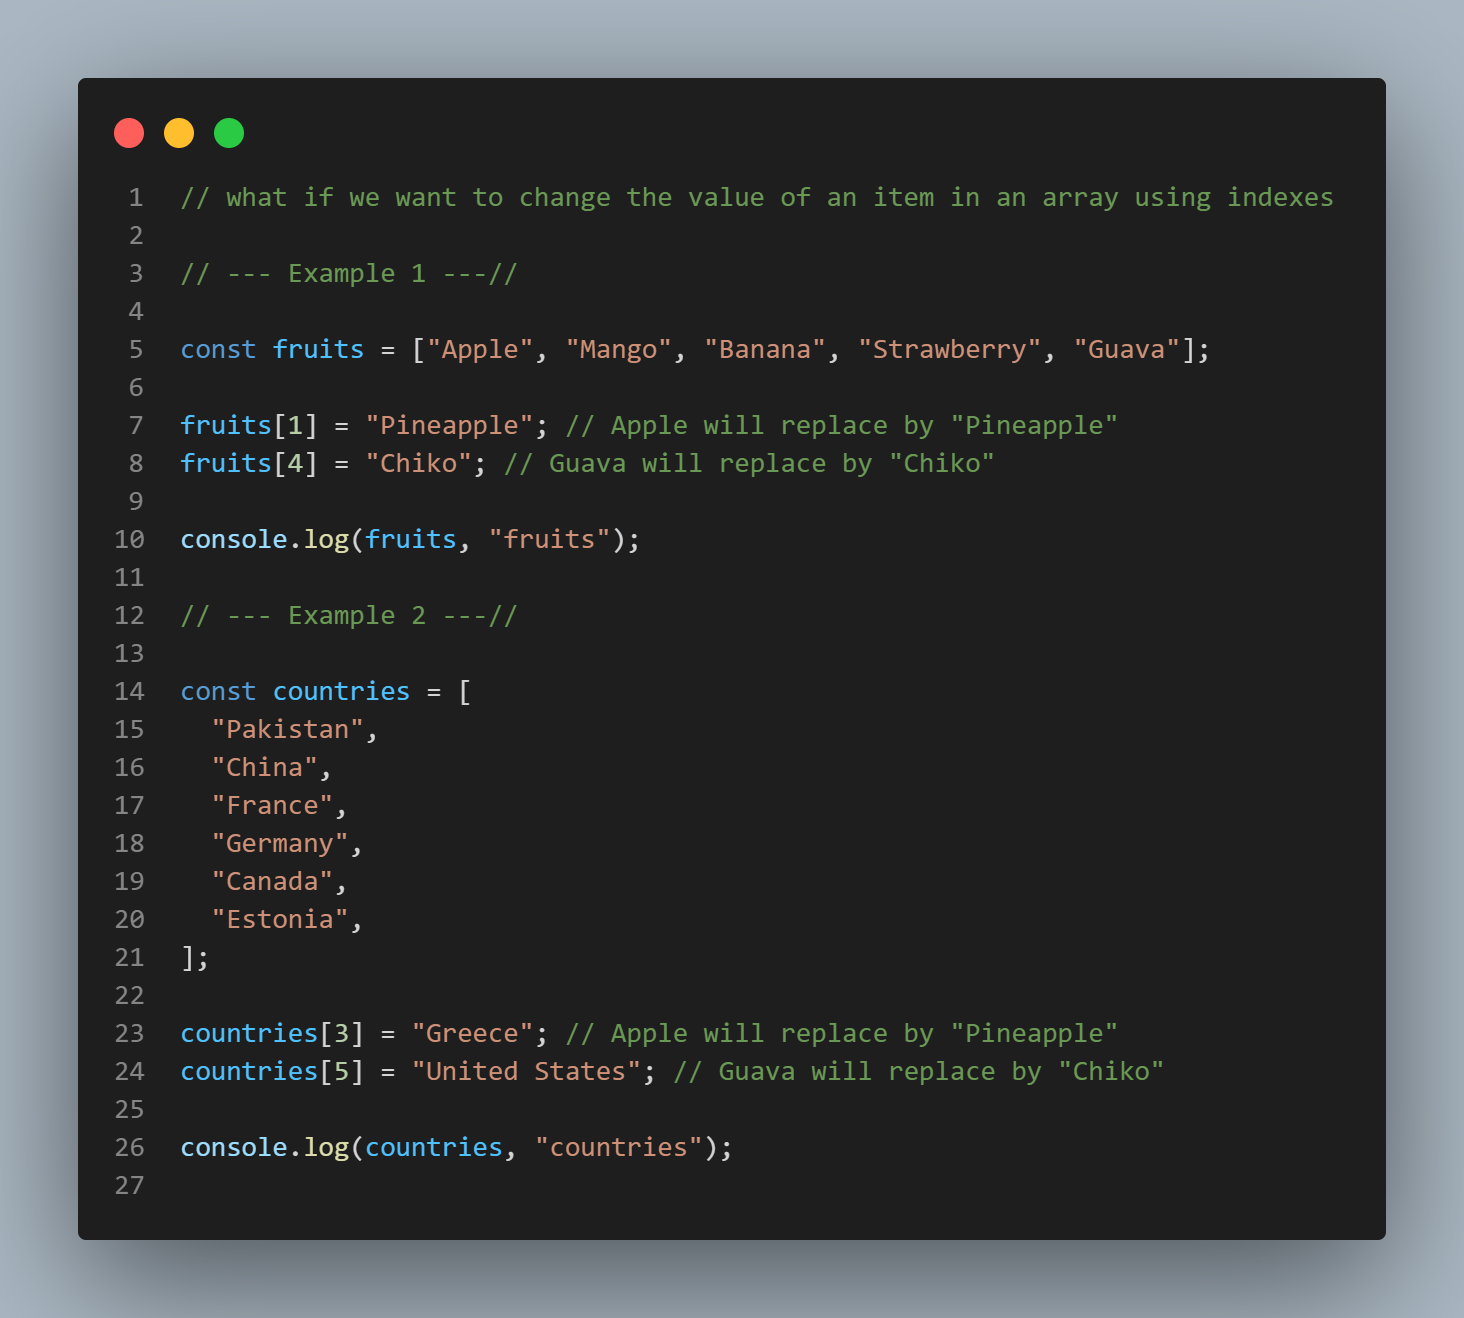 1 // what if we want to change the value of an item in an array using indexes
2
3 // --- Example 1 ---//
4
5 const fruits = ["Apple", "Mango", "Banana", "Strawberry", "Guava"];
6
7 fruits[1] = "Pineapple"; // Apple will replace by "Pineapple"
8 fruits[4] = "Chiko"; // Guava will replace by "Chiko"
9
10 console.log(fruits, "fruits");
11
12 // --- Example 2 ---//
13
14 const countries = [
15   "Pakistan",
16   "China",
17   "France",
18   "Germany",
19   "Canada",
20   "Estonia",
21 ];
22
23 countries[3] = "Greece"; // Apple will replace by "Pineapple"
24 countries[5] = "United States"; // Guava will replace by "Chiko"
25
26 console.log(countries, "countries");
27